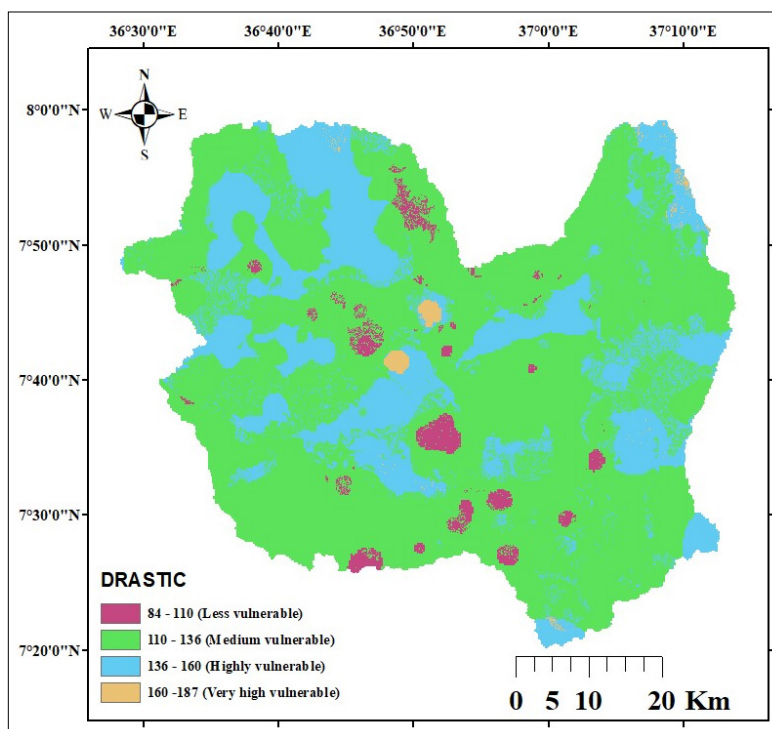 36°30'0"E 36°40'0"E 36°50'0"E 37°0'0"E 37°10'0"E
N
W E
S
8°0'0"N
7°50'0"N
7°40'0"N
7°30'0"N
7°20'0"N
DRASTIC
84 - 110 (Less vulnerable)
110 - 136 (Medium vulnerable)
136 - 160 (Highly vulnerable)
160 -187 (Very high vulnerable)
0 5 10 20 Km